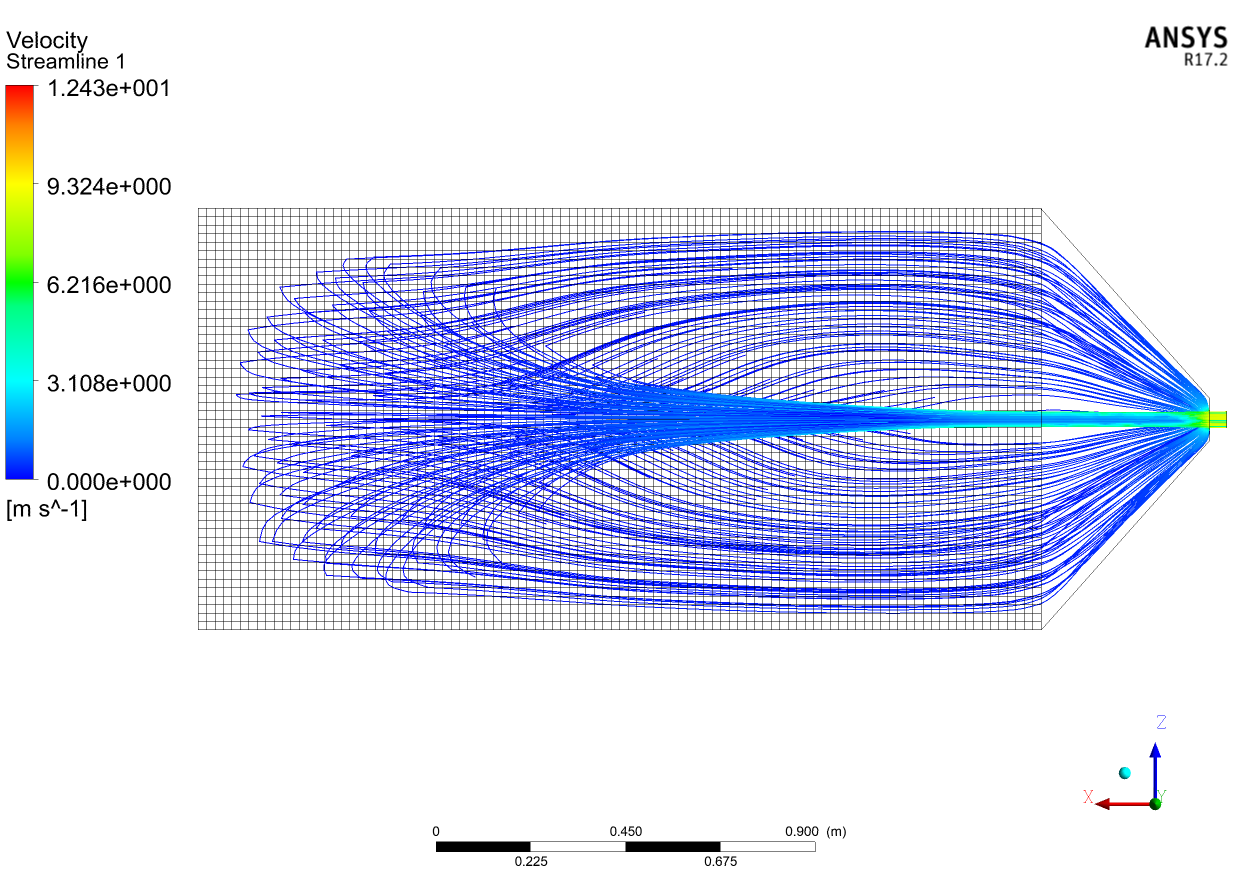 Velocity
Streamline 1
1.243e+001
9.324e+000
6.216e+000
3.108e+000
0.000e+000
[m s^-1]
ANSYS
R17.2
Z
X
Y
0 0.450 0.900 (m)
0.225 0.675